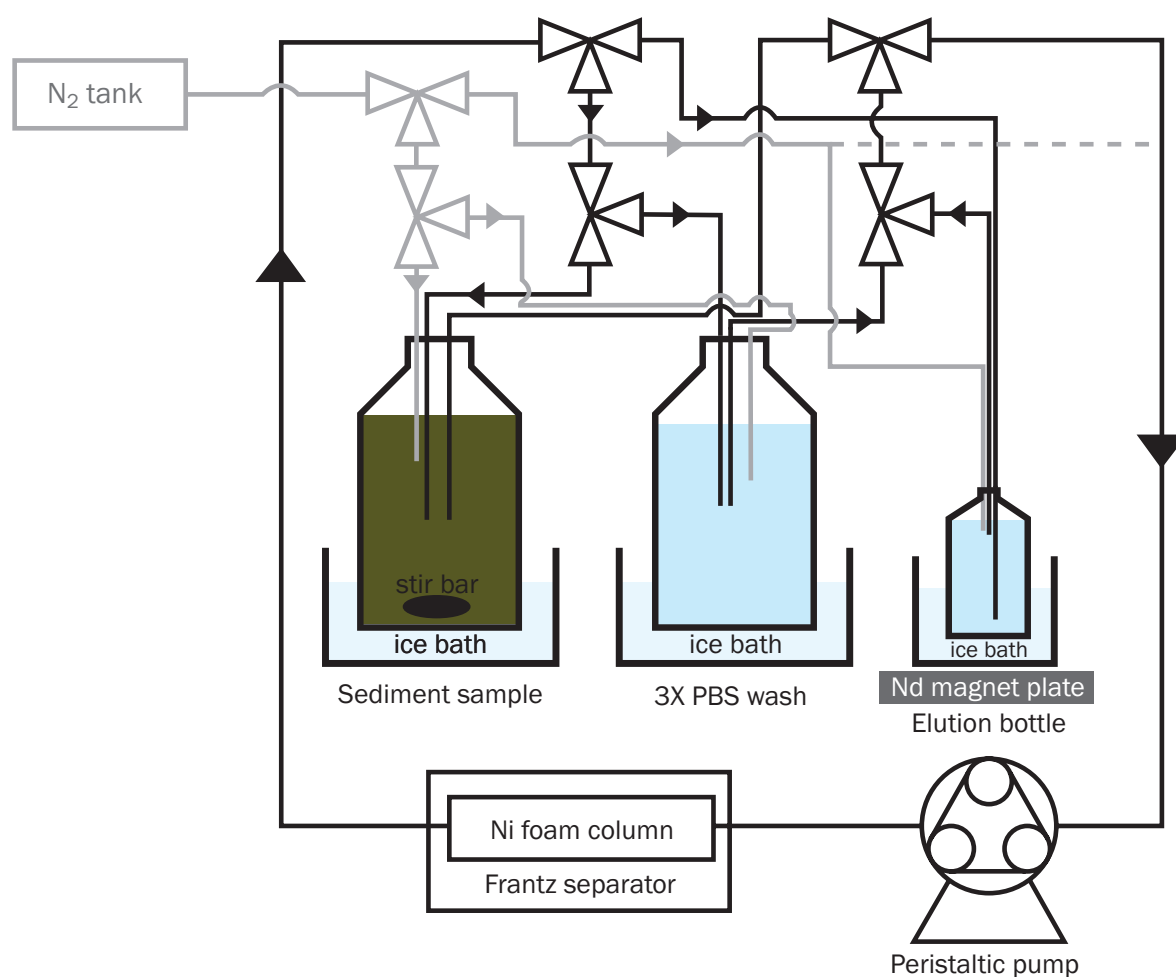 N₂ tank
stir bar
ice bath
ice bath
ice bath
Sediment sample
3X PBS wash
Nd magnet plate
Elution bottle
Ni foam column
Frantz separator
Peristaltic pump